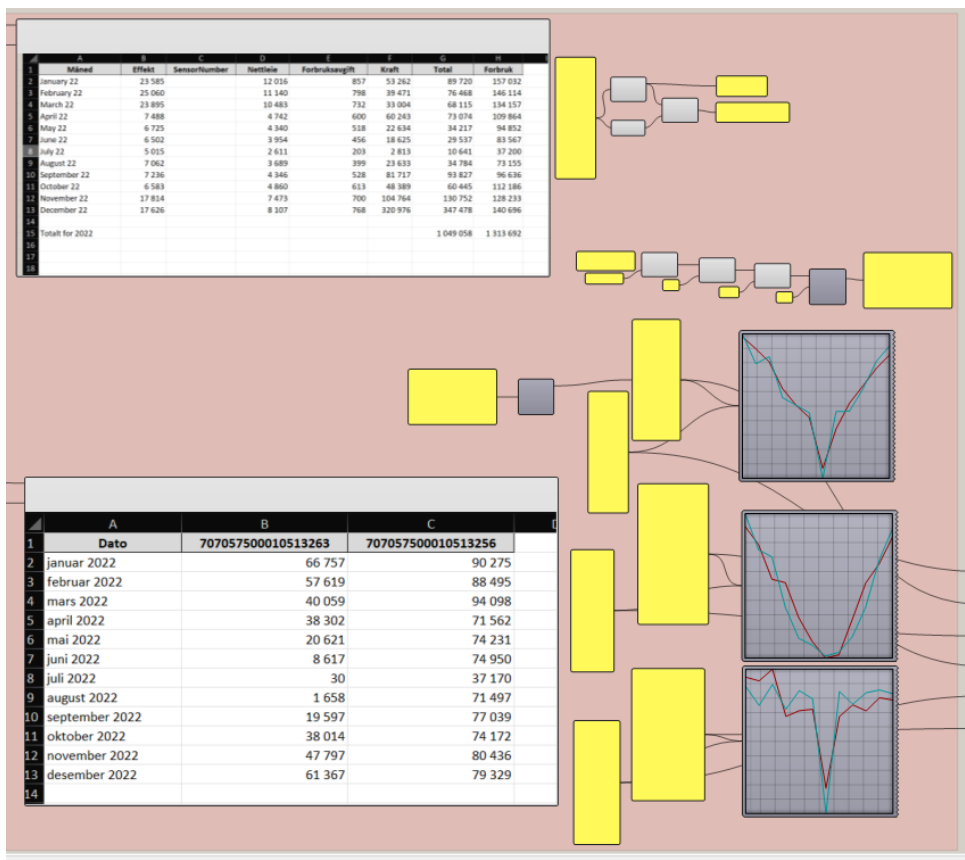 A B C D E F G H
1 Måned Effekt SensorNumber Nettleie Forbruksavgift Kraft Total Forbruk
2 January 22 23 585 12 016 857 53 262 89 720 157 032
3 February 22 25 060 11 140 798 39 471 76 468 146 114
4 March 22 23 895 10 483 732 33 004 68 115 134 157
5 April 22 7 488 4 742 600 60 243 73 074 109 864
6 May 22 6 725 4 340 518 22 634 34 217 94 852
7 June 22 6 502 3 954 456 18 625 29 537 83 567
8 July 22 5 015 2 611 203 2 813 10 641 37 200
9 August 22 7 062 3 689 399 23 633 34 784 73 155
10 September 22 7 236 4 346 528 81 717 93 827 96 636
11 October 22 6 583 4 860 613 48 389 60 445 112 186
12 November 22 17 814 7 473 700 104 764 130 752 128 233
13 December 22 17 626 8 107 768 320 976 347 478 140 696
14
15 Totalt for 2022 1 049 058 1 313 692
16
17
18
A B C
1 Dato 707057500010513263 707057500010513256
2 januar 2022 66 757 90 275
3 februar 2022 57 619 88 495
4 mars 2022 40 059 94 098
5 april 2022 38 302 71 562
6 mai 2022 20 621 74 231
7 juni 2022 8 617 74 950
8 juli 2022 30 37 170
9 august 2022 1 658 71 497
10 september 2022 19 597 77 039
11 oktober 2022 38 014 74 172
12 november 2022 47 797 80 436
13 desember 2022 61 367 79 329
14